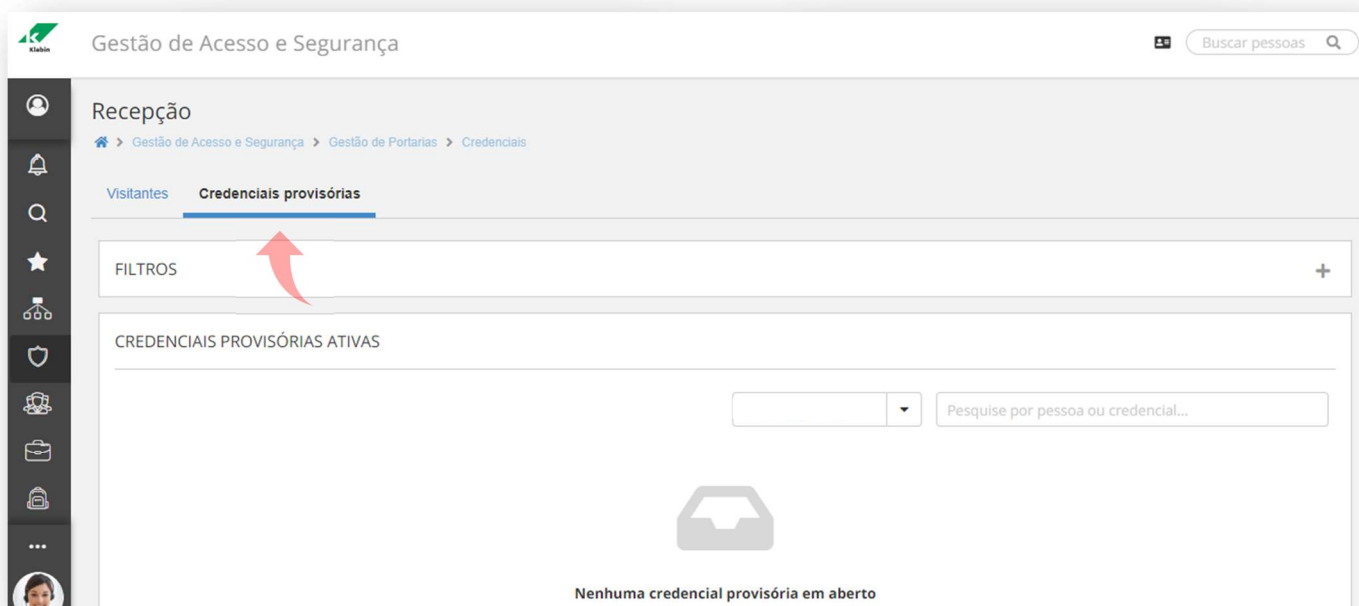 Klabin
Gestão de Acesso e Segurança
Buscar pessoas
Recepção
Gestão de Acesso e Segurança > Gestão de Portarias > Credenciais
Visitantes
Credenciais provisórias
FILTROS
CREDENCIAIS PROVISÓRIAS ATIVAS
Pesquise por pessoa ou credencial...
Nenhuma credencial provisória em aberto